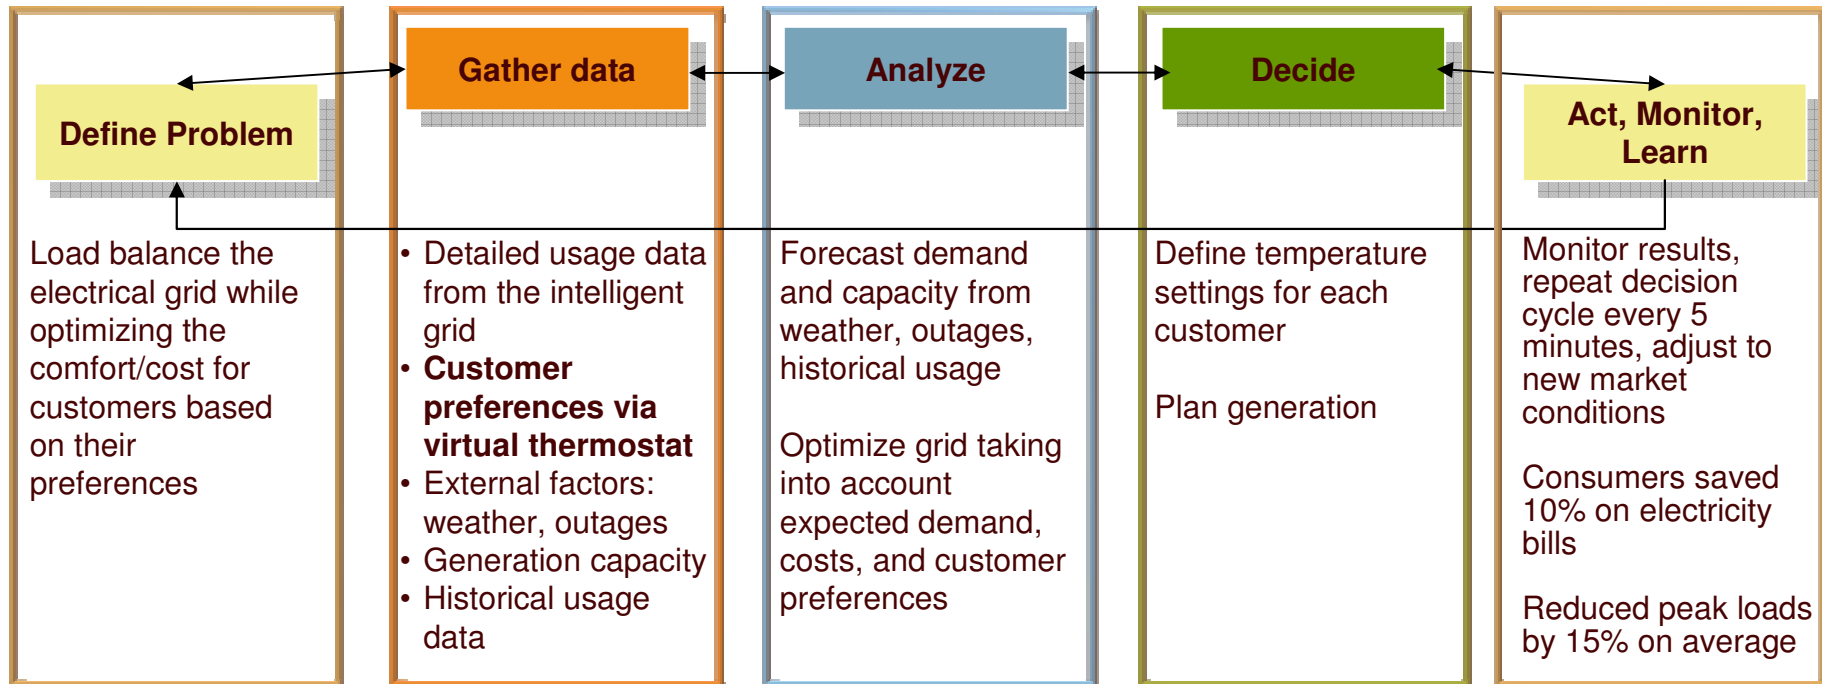 Define Problem
Load balance the
electrical grid while
optimizing the
comfort/cost for
customers based
on their
preferences
Gather data
• Detailed usage data
from the intelligent
grid
• Customer
preferences via
virtual thermostat
• External factors:
weather, outages
• Generation capacity
• Historical usage
data
Analyze
Forecast demand
and capacity from
weather, outages,
historical usage
Optimize grid taking
into account
expected demand,
costs, and customer
preferences
Decide
Define temperature
settings for each
customer
Plan generation
Act, Monitor,
Learn
Monitor results,
repeat decision
cycle every 5
minutes, adjust to
new market
conditions
Consumers saved
10% on electricity
bills
Reduced peak loads
by 15% on average